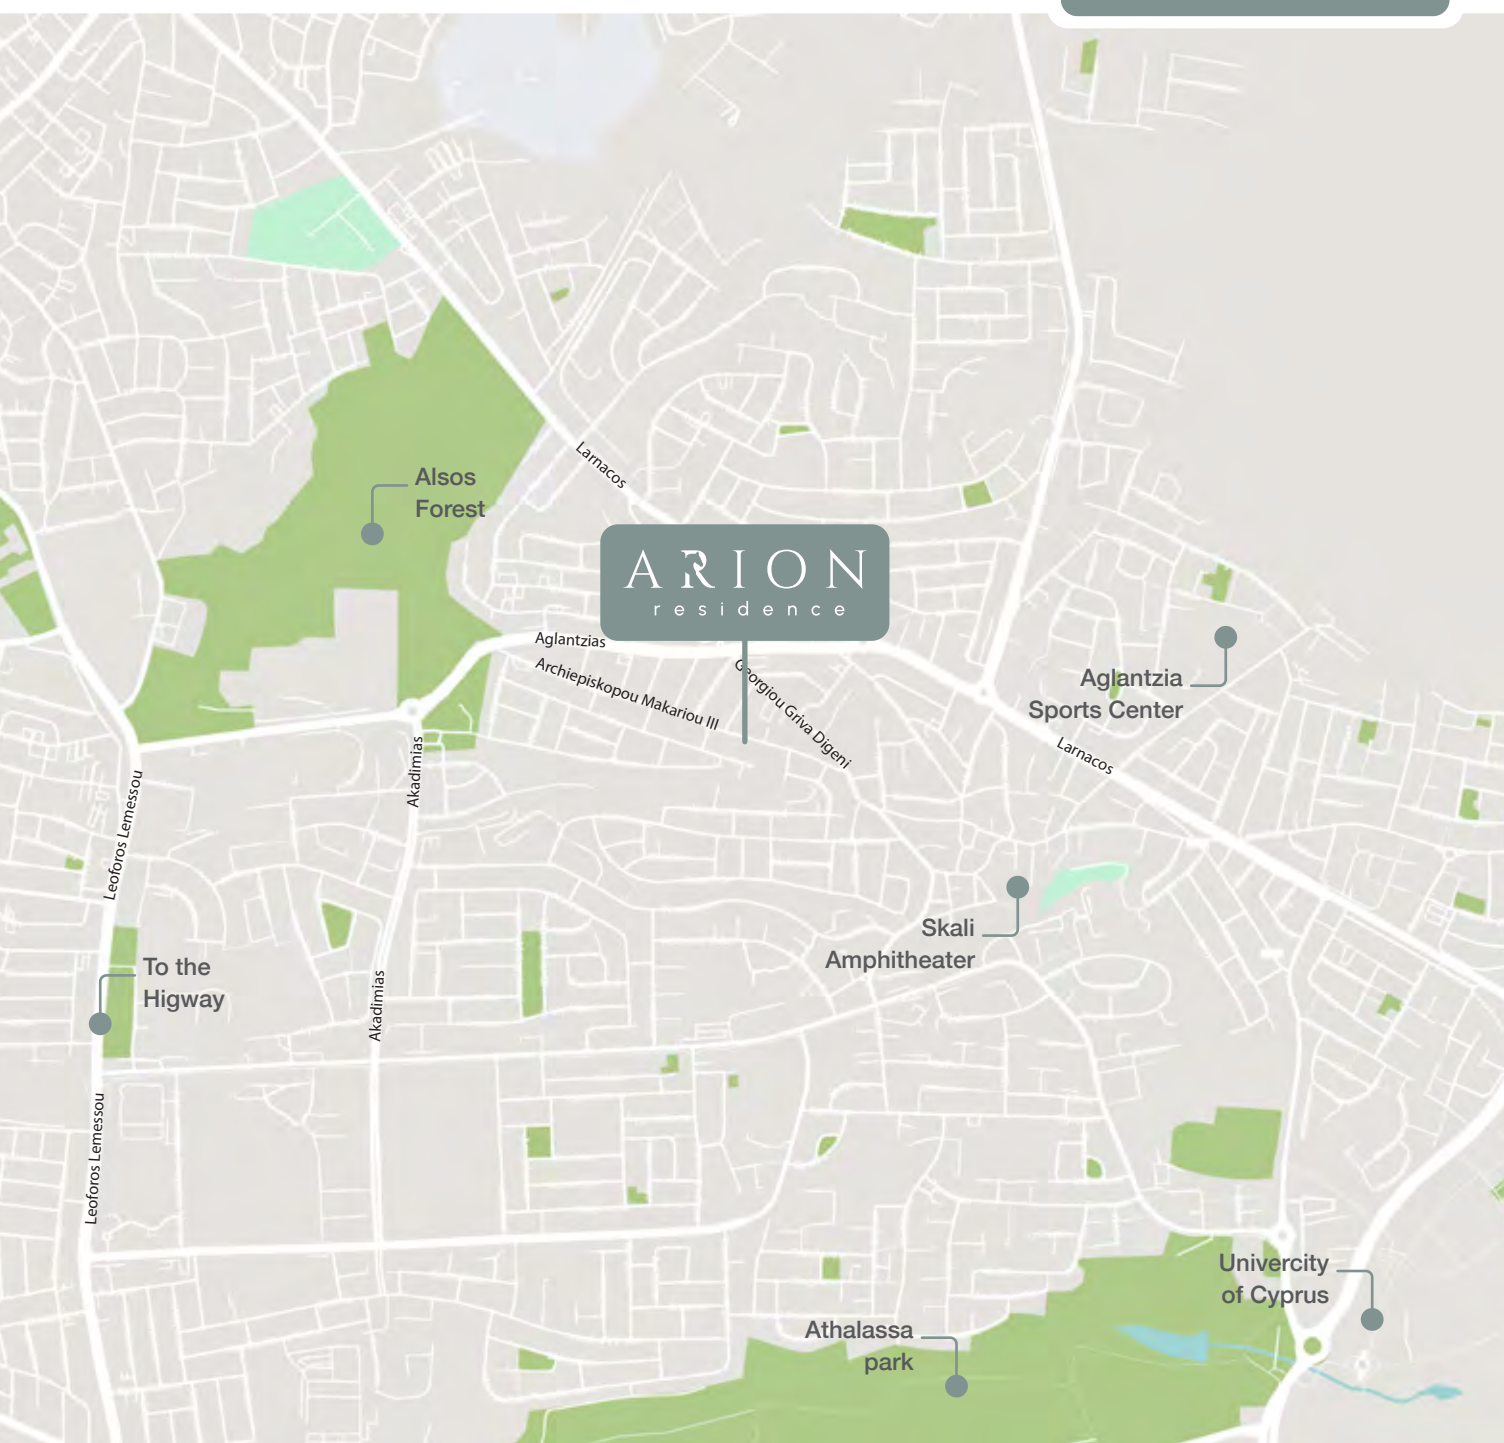 Larnacos
Alsos
Forest
ARION
residence
Aglantzias
Archiepiskopou Makariou III
Georgiou Griva Digeni
Aglantzia
Sports Center
Larnacos
Akadimias
Leoforos Lemessou
Skali
Amphitheater
To the
Higway
Akadimias
Leoforos Lemessou
Univercity
of Cyprus
Athalassa
park